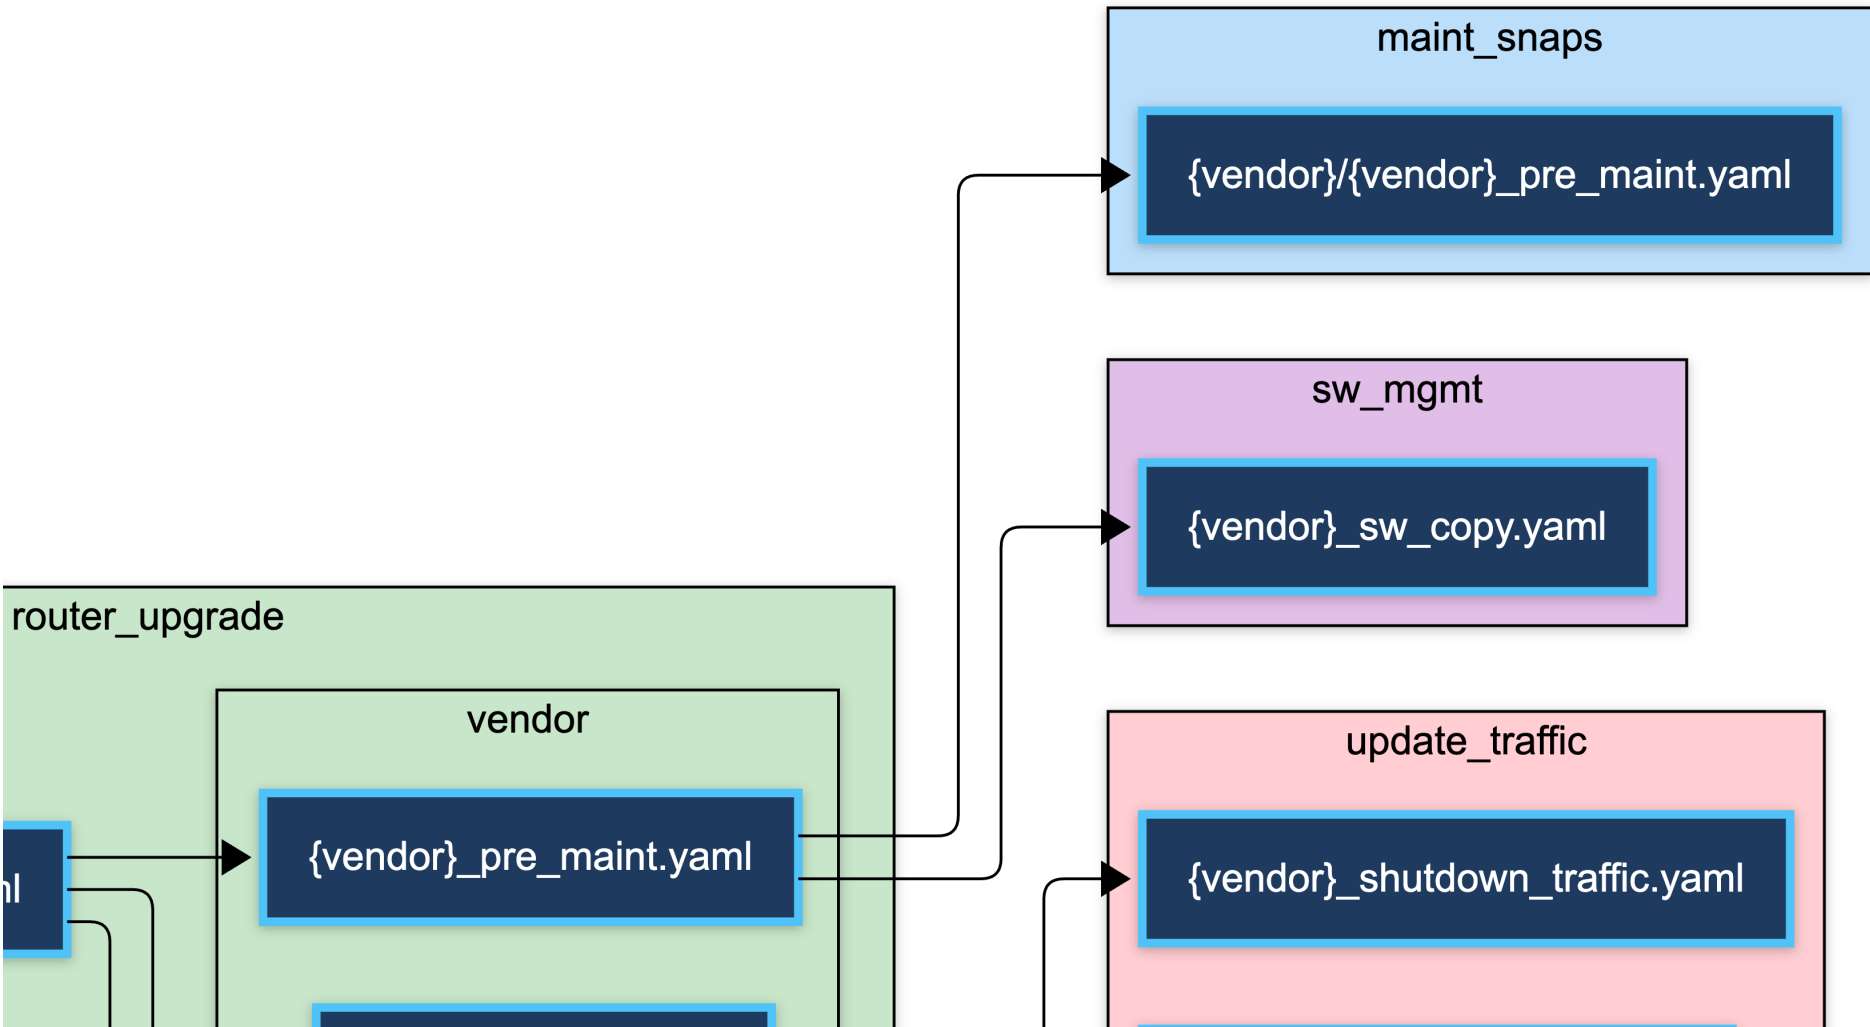 maint_snaps
{vendor}/{vendor}_pre_maint.yaml
sw_mgmt
{vendor}_sw_copy.yaml
router_upgrade
vendor
{vendor}_pre_maint.yaml
update_traffic
{vendor}_shutdown_traffic.yaml